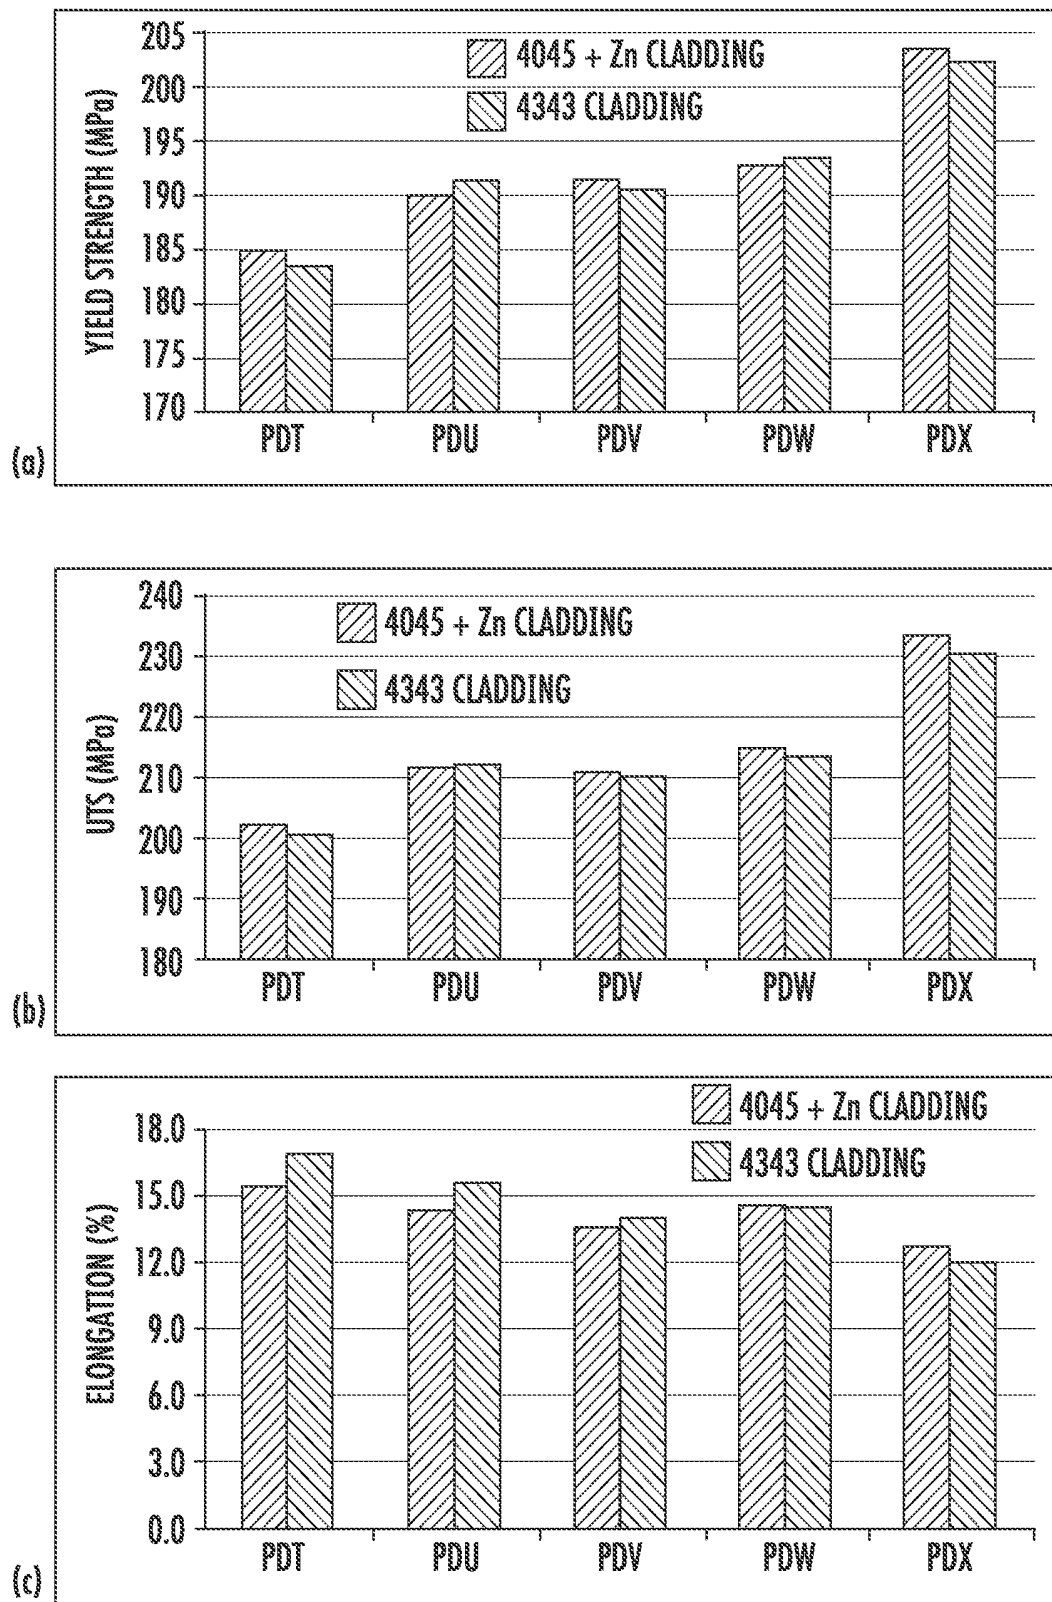 205
200
195
190
185
180
175
170
YIELD STRENGTH (MPa)
4045 + Zn CLADDING
4343 CLADDING
PDT PDU PDV PDW PDX
(a)
240
230
220
210
200
190
180
UTS (MPa)
4045 + Zn CLADDING
4343 CLADDING
PDT PDU PDV PDW PDX
(b)
18.0
15.0
12.0
9.0
6.0
3.0
0.0
ELONGATION (%)
4045 + Zn CLADDING
4343 CLADDING
PDT PDU PDV PDW PDX
(c)